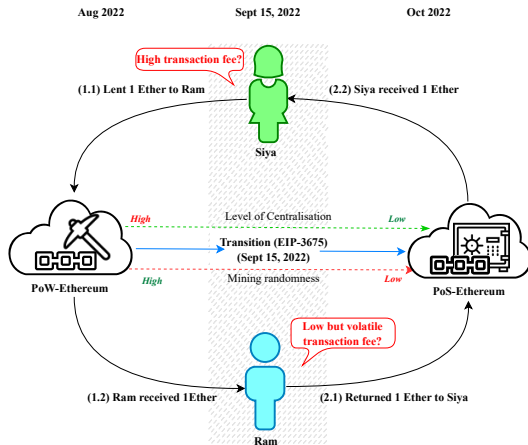 Aug 2022
Sept 15, 2022
Oct 2022
High transaction fee?
(1.1) Lent 1 Ether to Ram
(2.2) Siya received 1 Ether
Siya
High
Level of Centralisation
Low
Transition (EIP-3675)
(Sept 15, 2022)
PoW-Ethereum
High
Mining randomness
Low
PoS-Ethereum
Low but volatile
transaction fee?
(1.2) Ram received 1Ether
(2.1) Returned 1 Ether to Siya
Ram